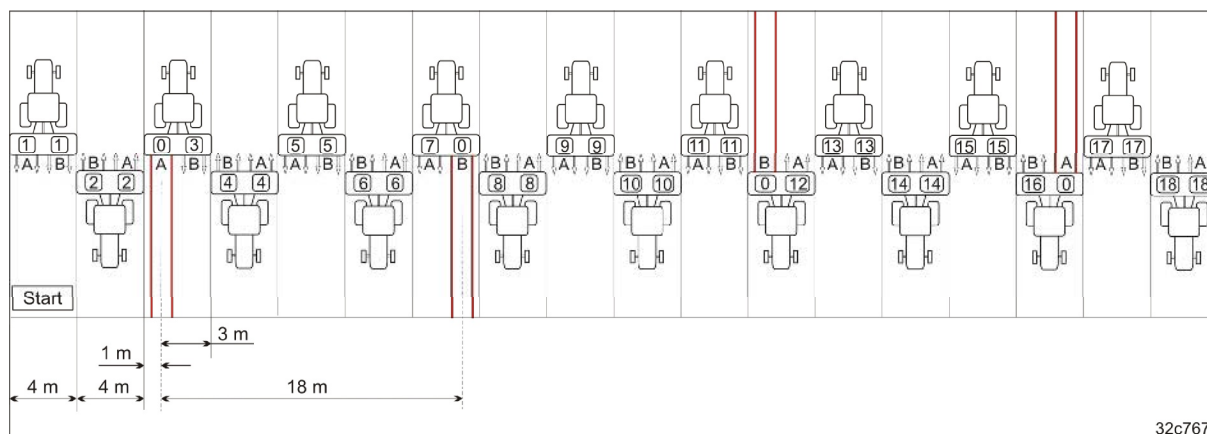 1 1 0 3 5 5 7 0 9 9 11 11 13 13 15 15 17 17
A B A B A B A B A B A B B A A B B A A B B A A B B A A B A B B A A B B A
2 2 4 4 6 6 8 8 10 10 0 12 14 14 16 0 18 18
Start
3 m
1 m
4 m 4 m 18 m
32c767